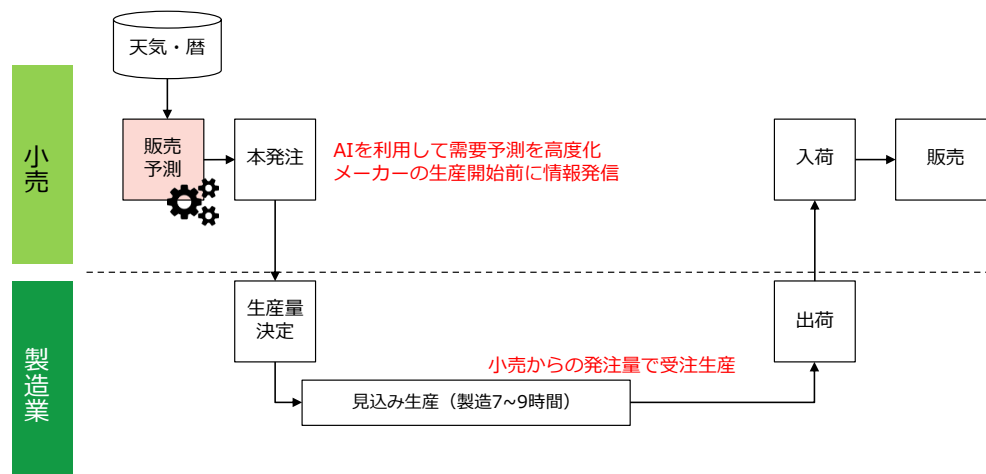 天気・暦
小売
販売
予測
本発注
AIを利用して需要予測を高度化
メーカーの生産開始前に情報発信
入荷
販売
製造業
生産量
決定
出荷
小売からの発注量で受注生産
見込み生産（製造7~9時間）